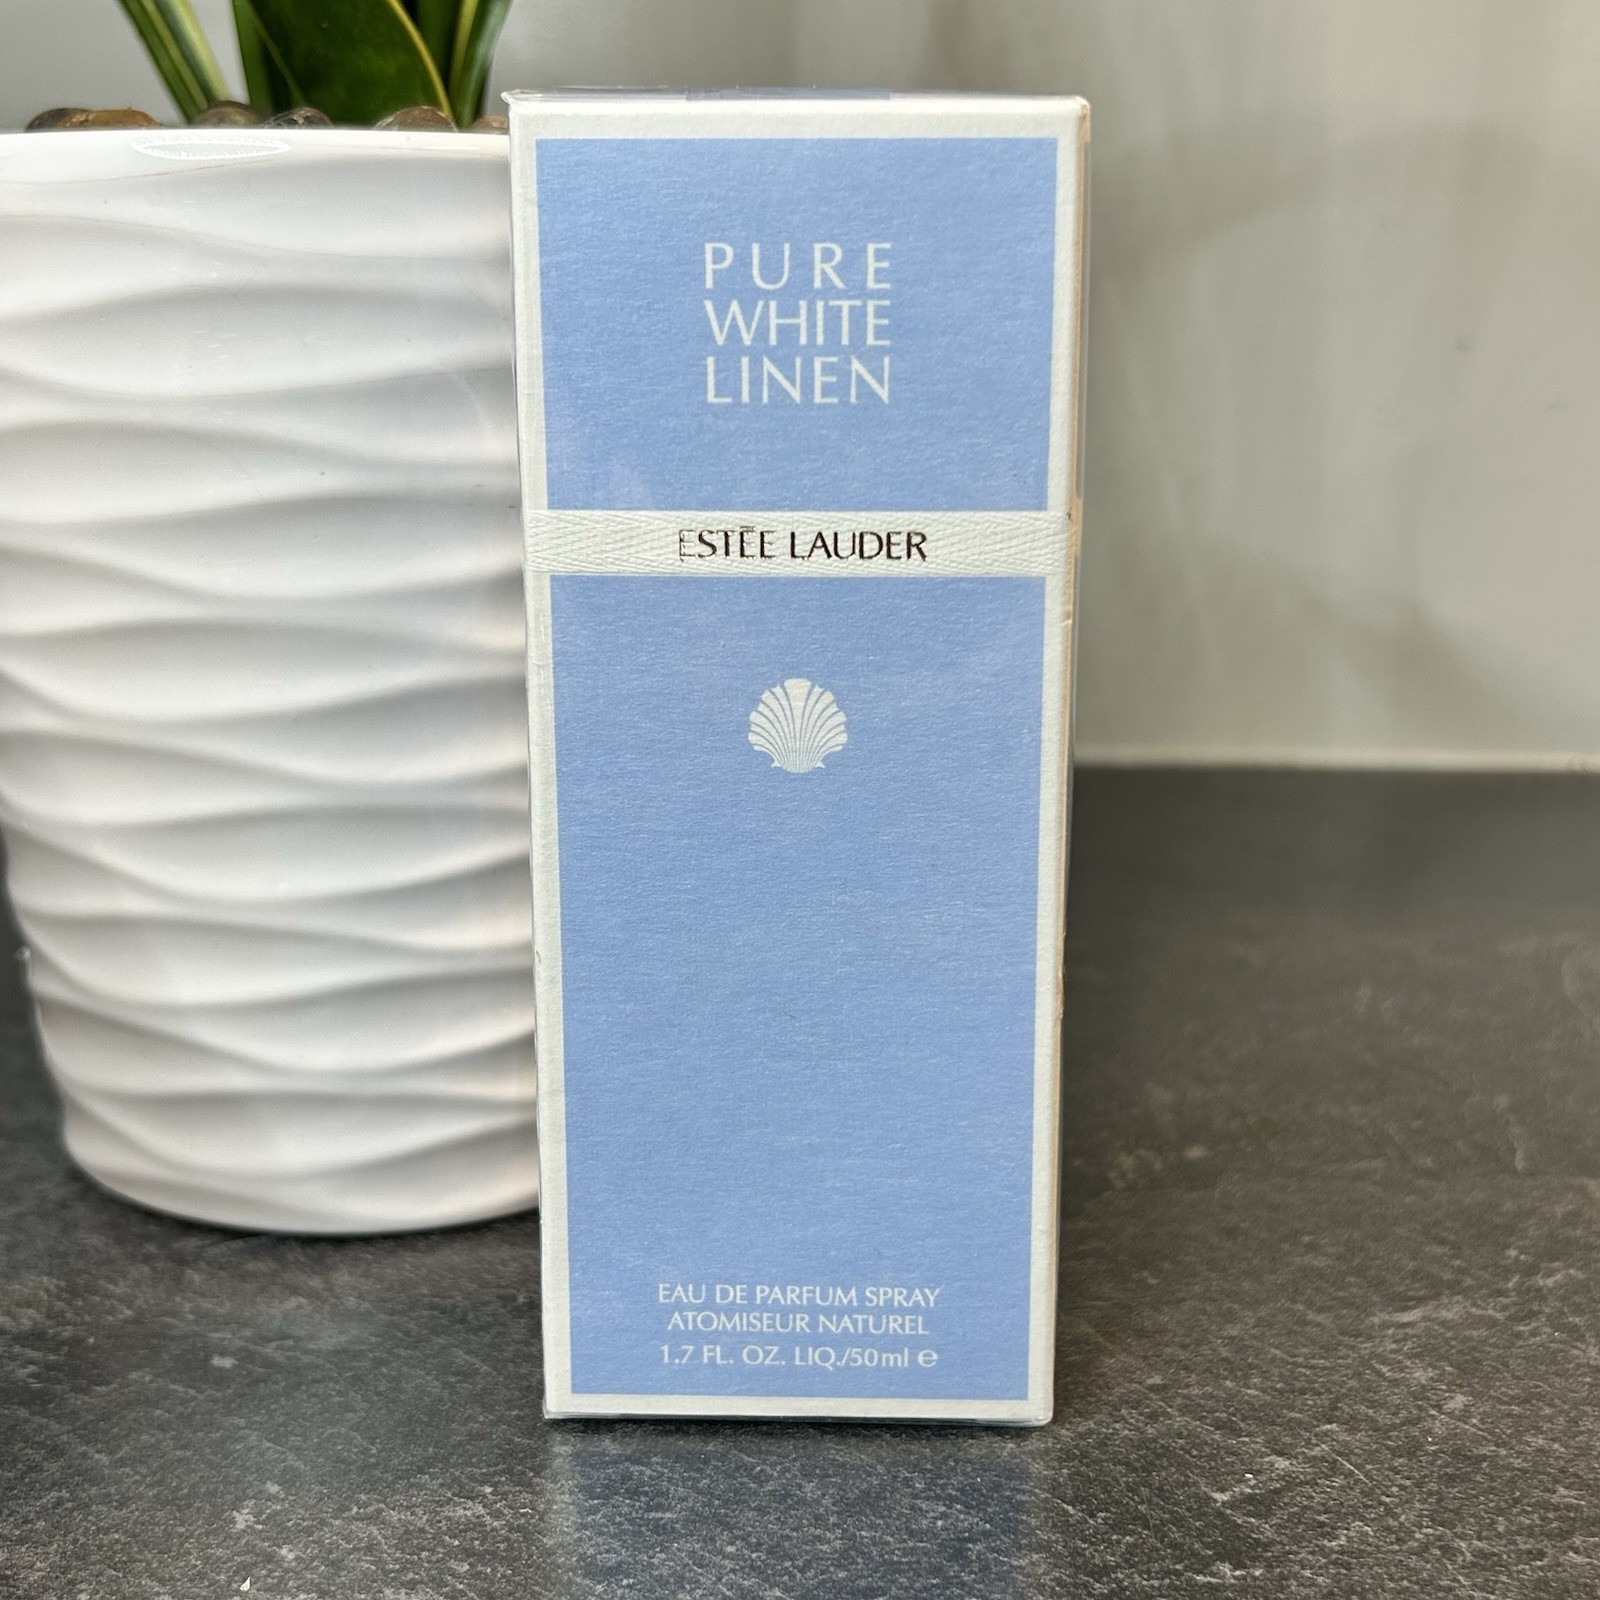 PURE
WHITE
LINEN
ESTĒE LAUDER
EAU DE PARFUM SPRAY
ATOMISEUR NATUREL
1.7 FL. OZ. LIQ./50ml ℮